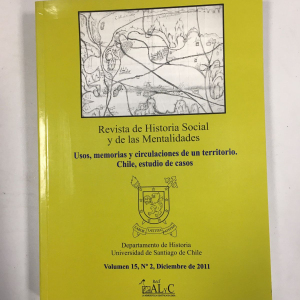 Revista de Historia Social
y de las Mentalidades
Usos, memorias y circulaciones de un territorio.
Chile, estudio de casos
Departamento de Historia
Universidad de Santiago de Chile
Volumen 15, Nº 2, Diciembre de 2011